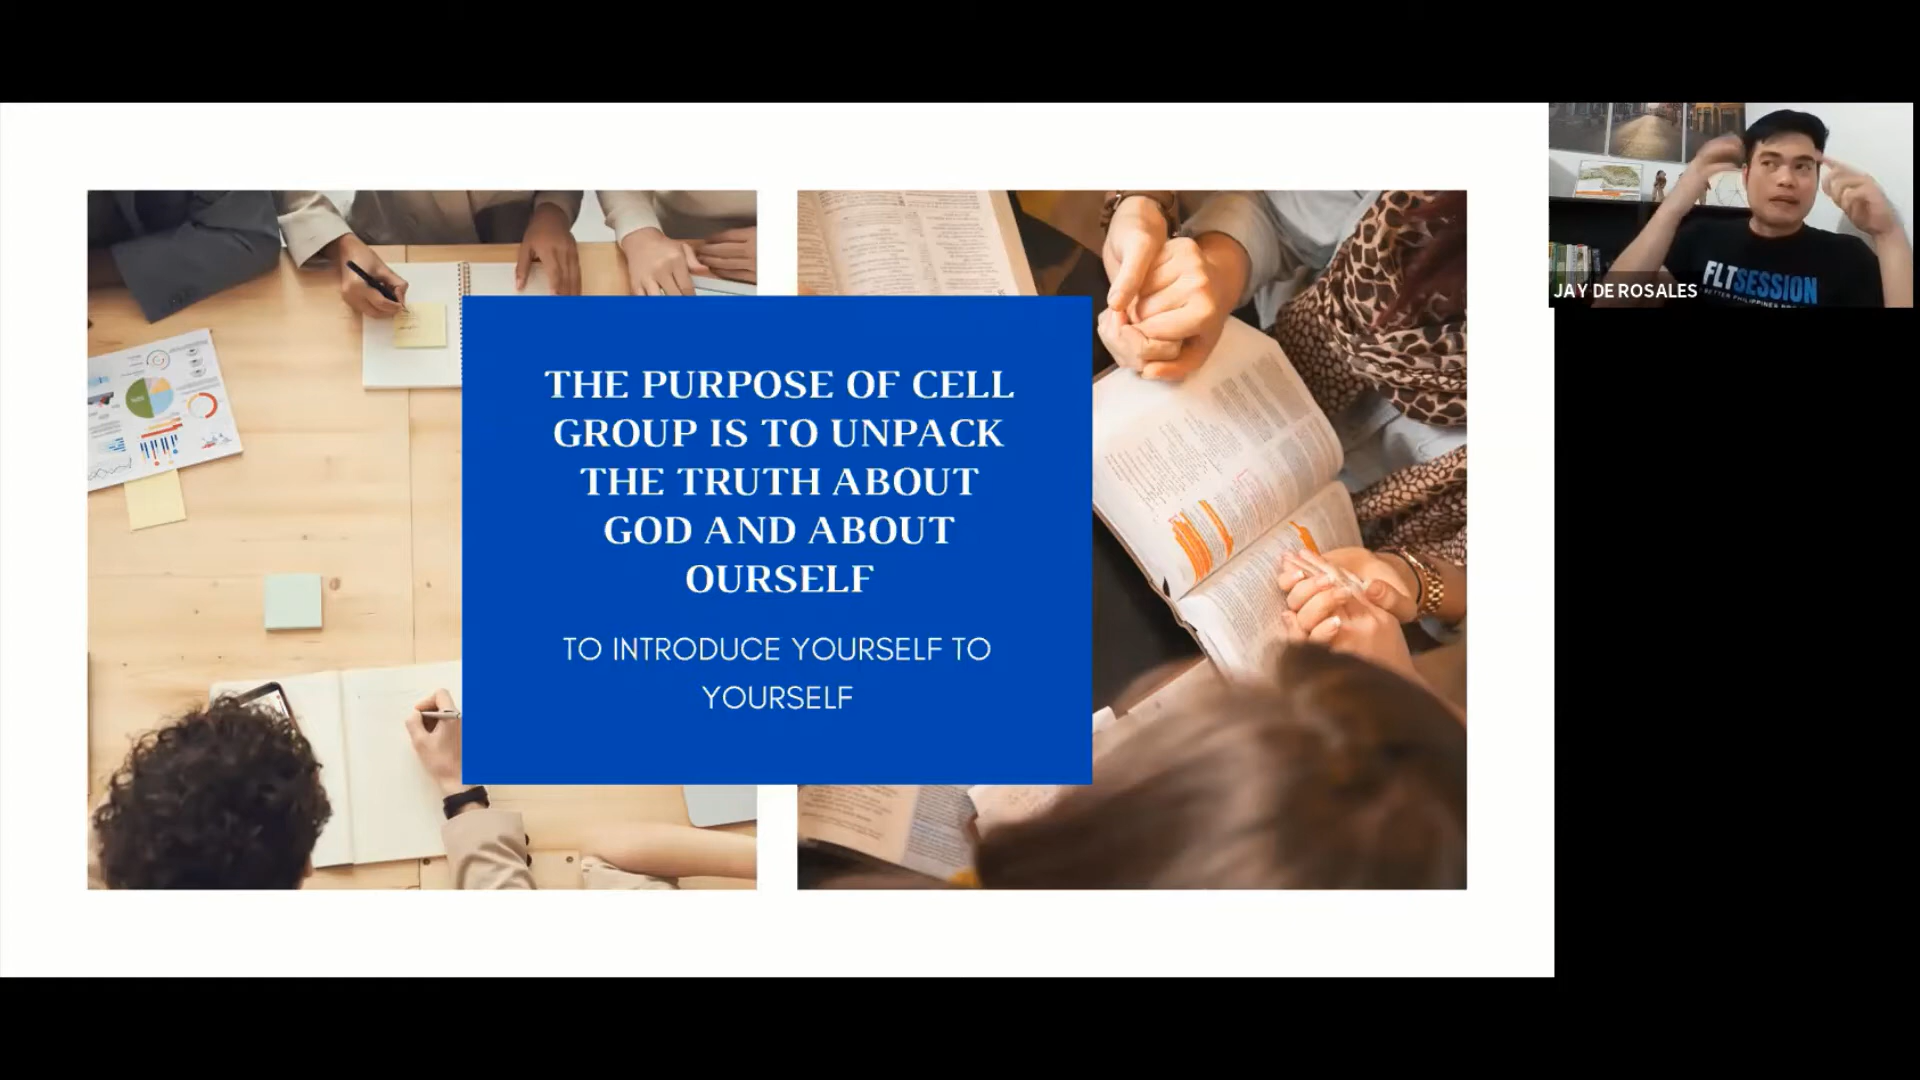 THE PURPOSE OF CELL
GROUP IS TO UNPACK
THE TRUTH ABOUT
GOD AND ABOUT
OURSELF
TO INTRODUCE YOURSELF TO
YOURSELF
JAY DE ROSALES
FLTSESSION